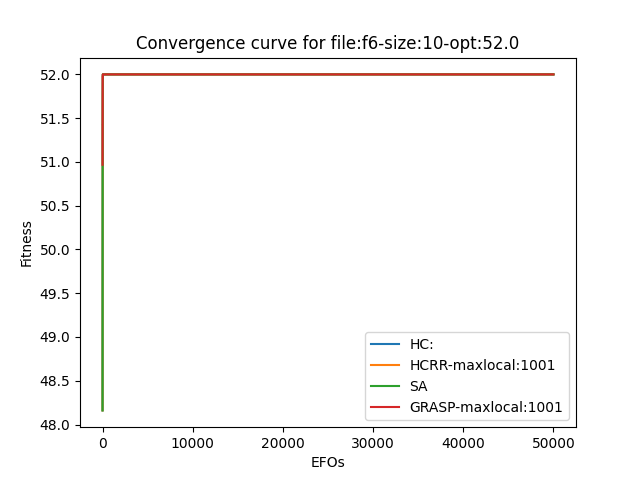 Convergence curve for file:f6-size:10-opt:52.0
52.0
51.5
51.0
50.5
50.0
49.5
49.0
48.5
48.0
Fitness
HC:
HCRR-maxlocal:1001
SA
GRASP-maxlocal:1001
0 10000 20000 30000 40000 50000
EFOs